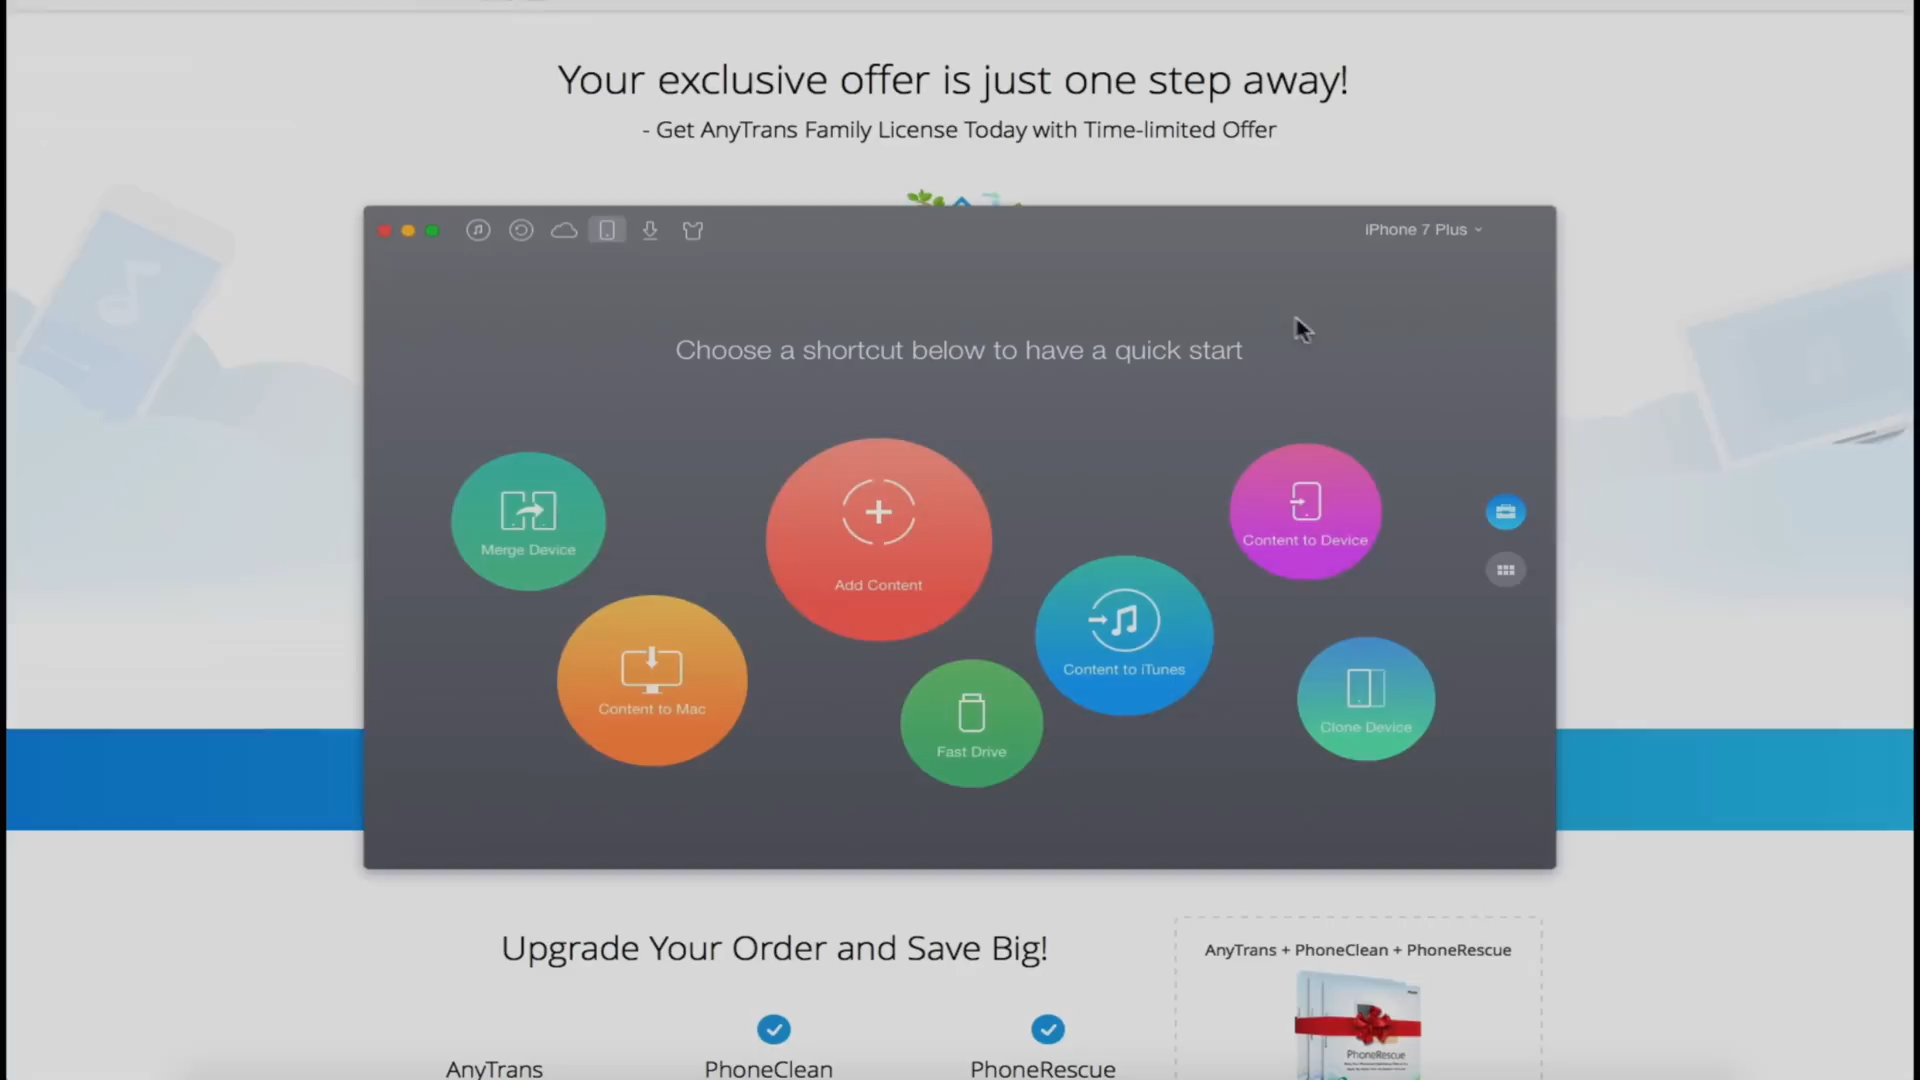 Your exclusive offer is just one step away!
- Get AnyTrans Family License Today with Time-limited Offer
iPhone 7 Plus
Choose a shortcut below to have a quick start
Merge Device
Add Content
Content to Device
Content to Mac
Content to iTunes
Fast Drive
Clone Device
Upgrade Your Order and Save Big!
AnyTrans + PhoneClean + PhoneRescue
PhoneRescue
AnyTrans
PhoneClean
PhoneRescue